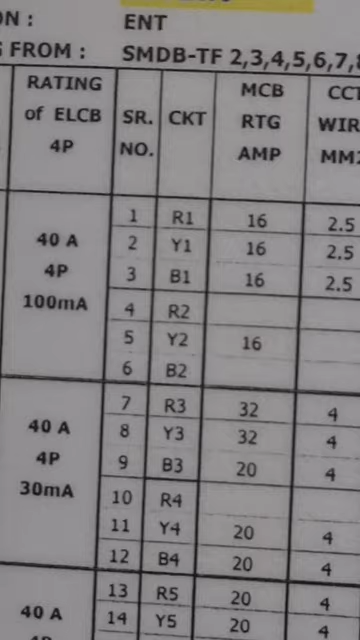 ON : ENT
FROM : SMDB-TF 2,3,4,5,6,7,8
RATING of ELCB 4P SR. NO. CKT MCB RTG AMP CCT WIR MM2
40 A 4P 100mA
1 R1 16 2.5
2 Y1 16 2.5
3 B1 16 2.5
4 R2
5 Y2 16
6 B2
40 A 4P 30mA
7 R3 32 4
8 Y3 32 4
9 B3 20 4
10 R4
11 Y4 20 4
12 B4 20 4
40 A
13 R5 20 4
14 Y5 20 4